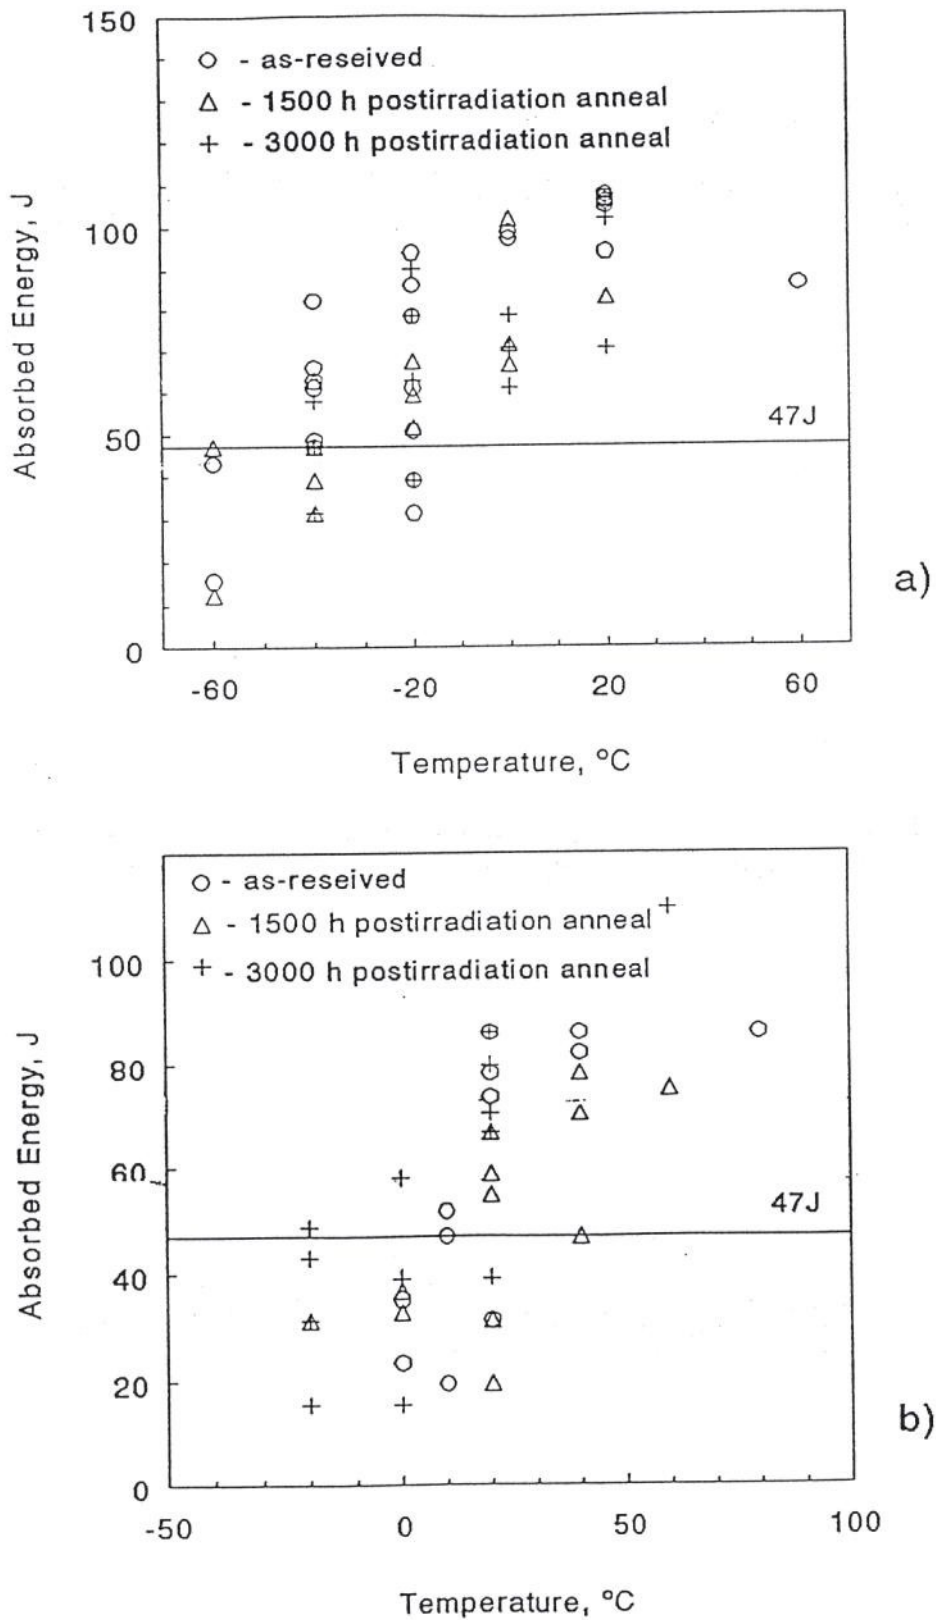 150
○ - as-reseived
△ - 1500 h postirradiation anneal
+ - 3000 h postirradiation anneal
100
50
0
47J
Absorbed Energy, J
-60
-20
20
60
Temperature, °C
a)
○ - as-reseived
△ - 1500 h postirradiation anneal
+ - 3000 h postirradiation anneal
100
80
60
40
20
0
47J
Absorbed Energy, J
-50
0
50
100
Temperature, °C
b)